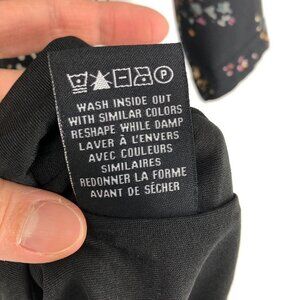 P
WASH INSIDE OUT
WITH SIMILAR COLORS
RESHAPE WHILE DAMP
LAVER À L'ENVERS
AVEC COULEURS
SIMILAIRES
REDONNER LA FORME
AVANT DE SÉCHER